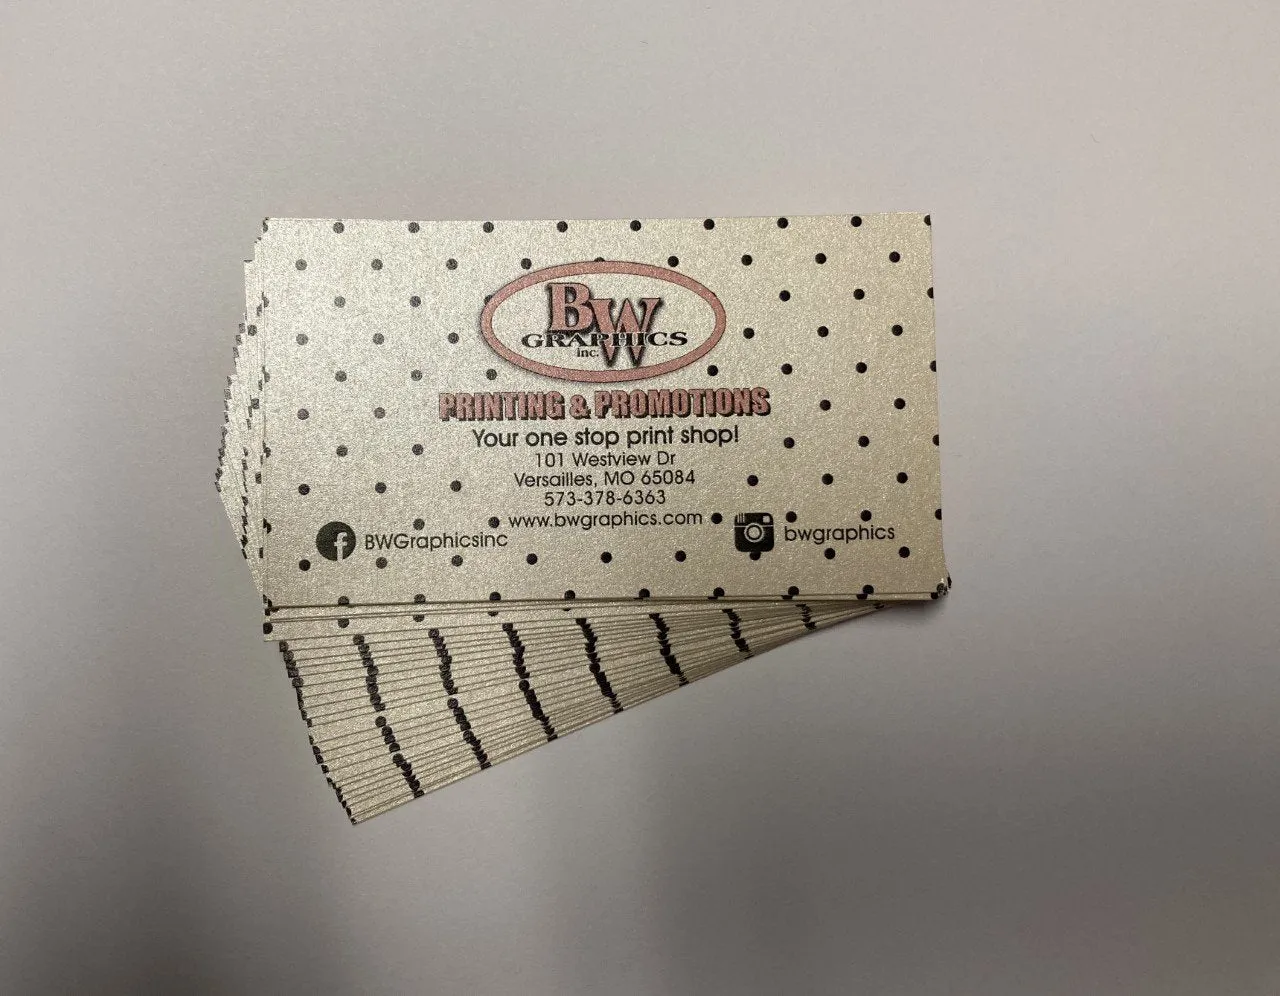 BW
GRAPHICS
inc.
PRINTING & PROMOTIONS
Your one stop print shop!
101 Westview Dr
Versailles, MO 65084
573-378-6363
www.bwgraphics.com
BWGraphicsinc
bwgraphics